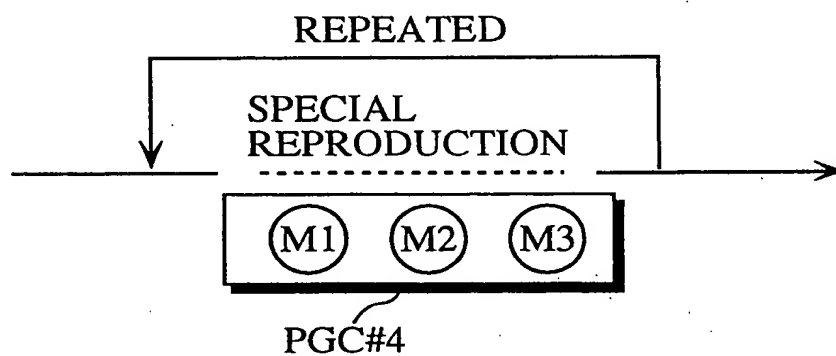 REPEATED
SPECIAL
REPRODUCTION
M1 M2 M3
PGC#4